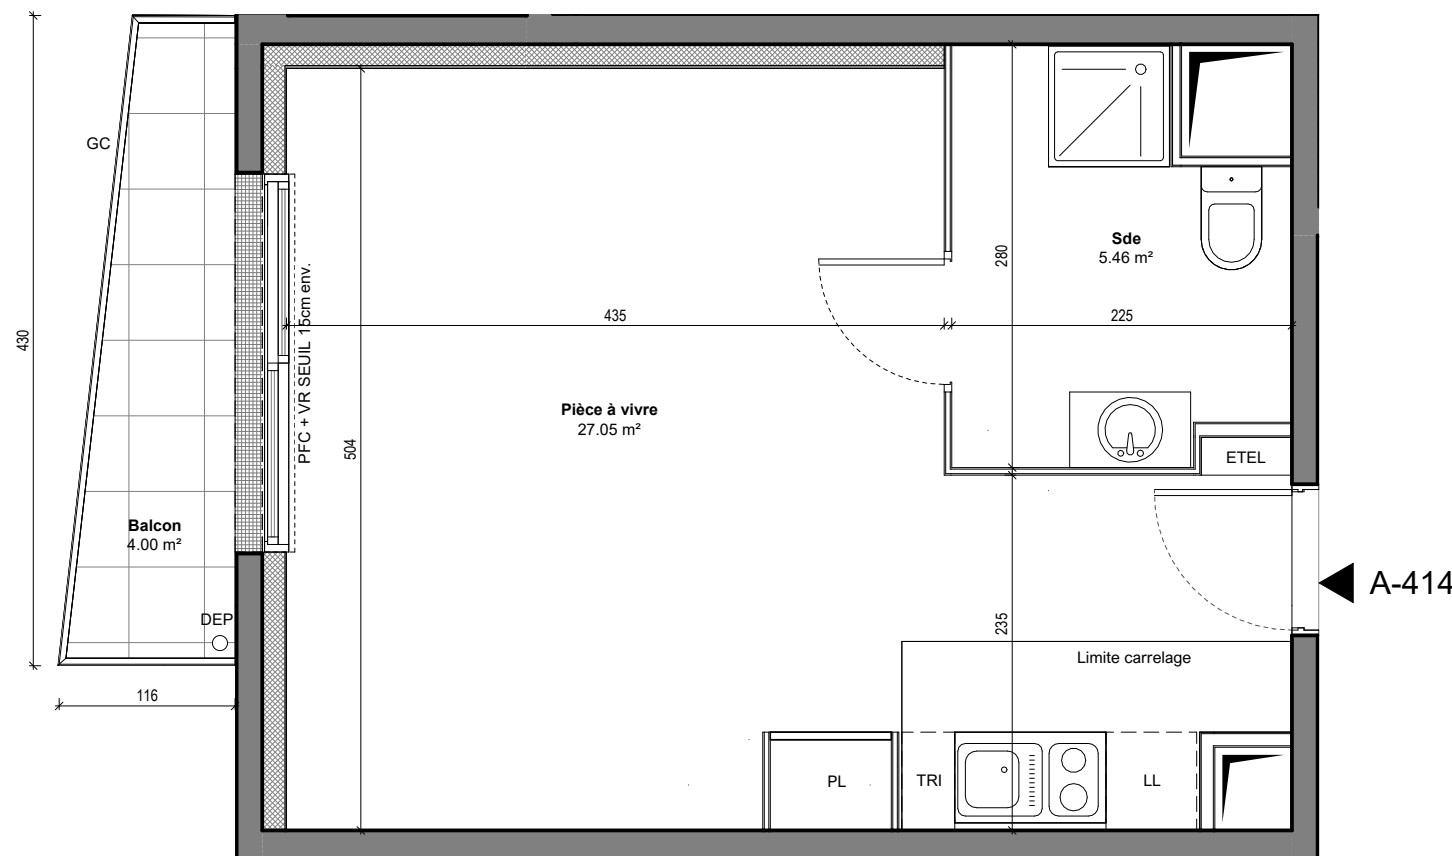 GC
430
Sde
5.46 m²
280
435
225
PFC + VR SEUIL 15cm env.
Pièce à vivre
27.05 m²
504
ETEL
Balcon
4.00 m²
A-414
DEP
235
Limite carrelage
116
PL
TRI
LL